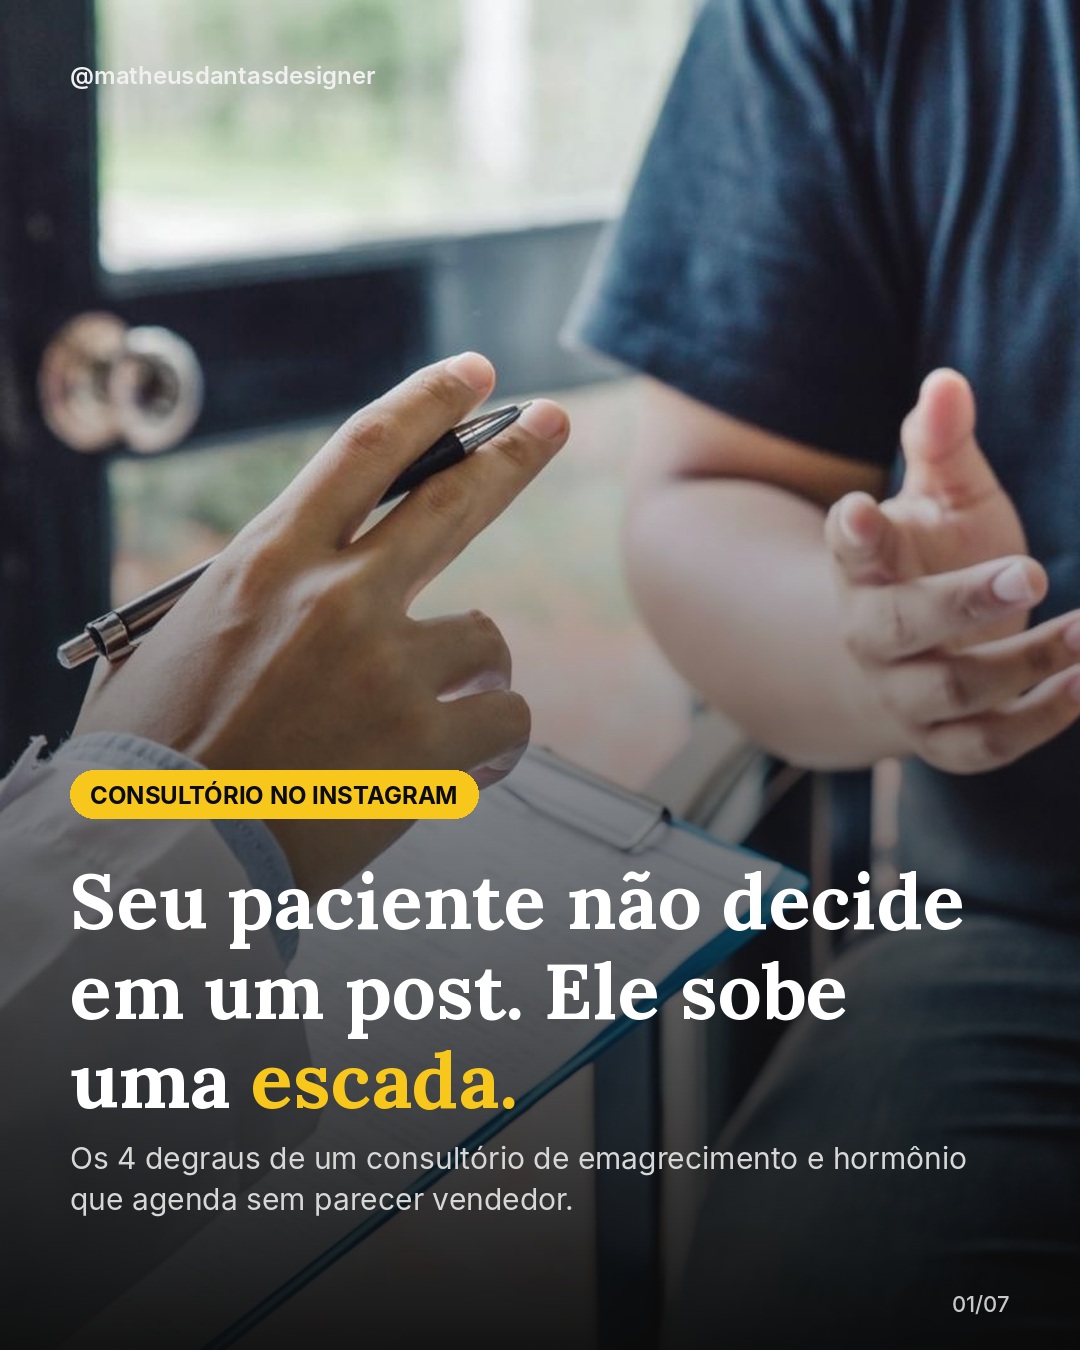 @matheusdantasdesigner
CONSULTÓRIO NO INSTAGRAM
Seu paciente não decide
em um post. Ele sobe
uma escada.
Os 4 degraus de um consultório de emagrecimento e hormônio
que agenda sem parecer vendedor.
01/07